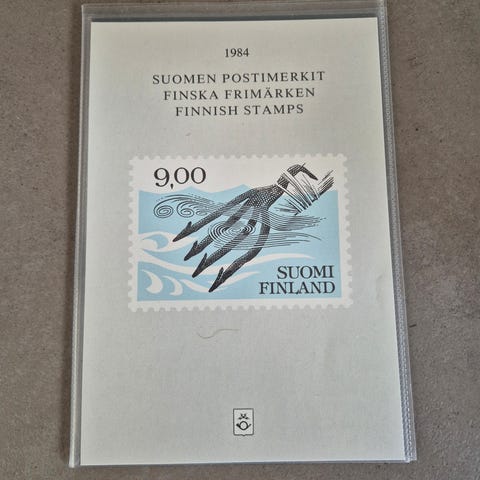 1984
SUOMEN POSTIMERKIT
FINSKA FRIMÄRKEN
FINNISH STAMPS
9,00
SUOMI
FINLAND